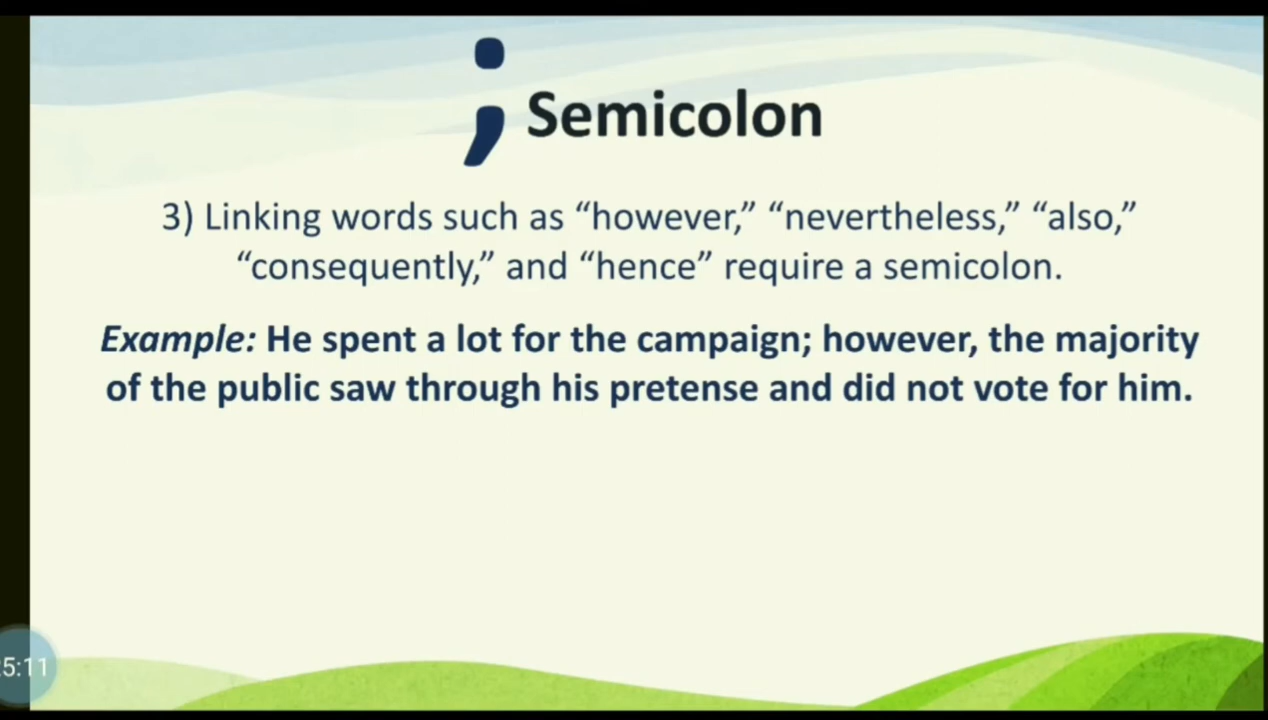 ; Semicolon
3) Linking words such as “however,” “nevertheless,” “also,”
“consequently,” and “hence” require a semicolon.
Example: He spent a lot for the campaign; however, the majority
of the public saw through his pretense and did not vote for him.
5:11